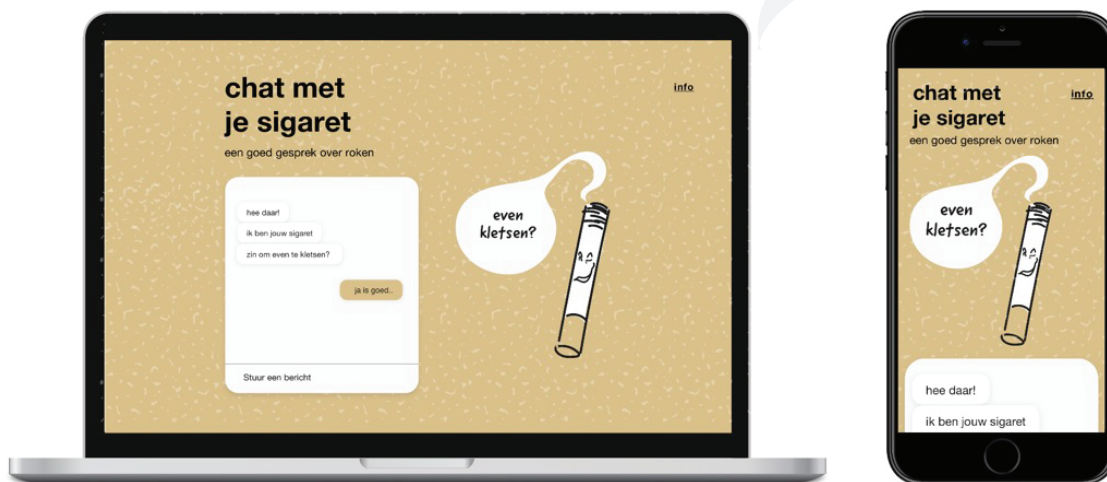 chat met
je sigaret
info
een goed gesprek over roken
hee daar!
ik ben jouw sigaret
zin om even te kletsen?
ja is goed..
Stuur een bericht
even
kletsen?
chat met
je sigaret
info
een goed gesprek over roken
even
kletsen?
hee daar!
ik ben jouw sigaret